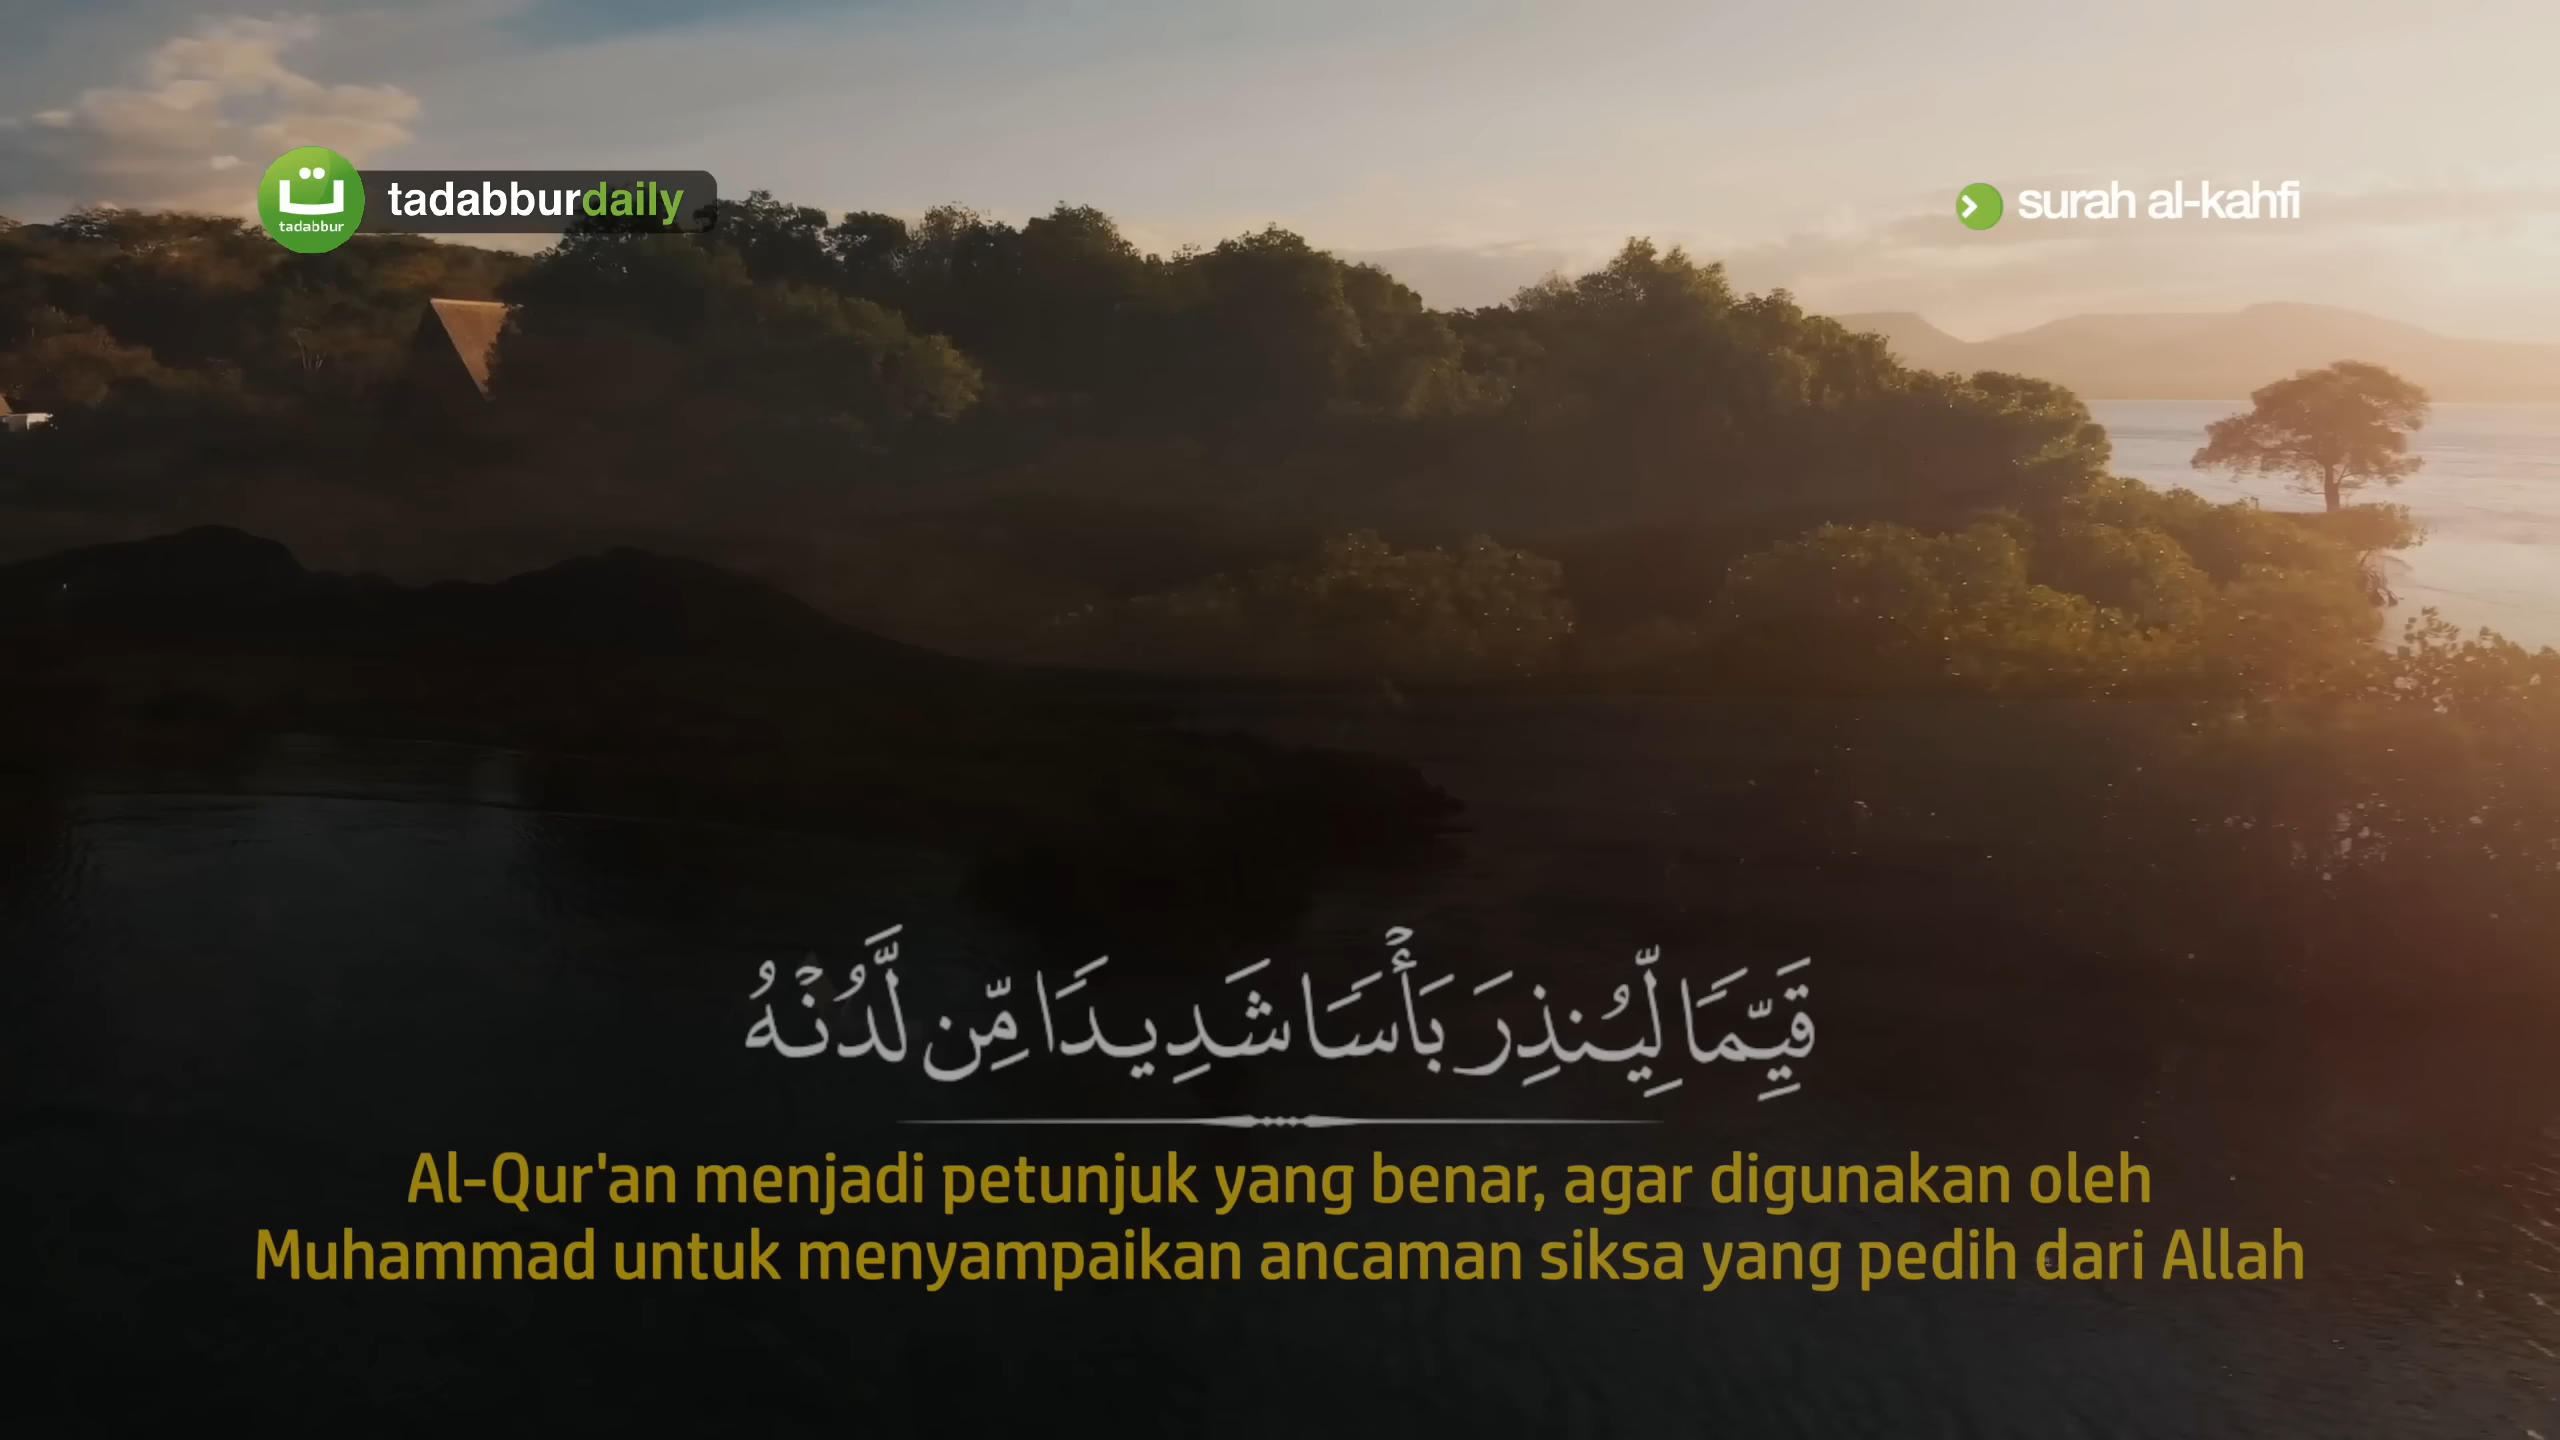 ت
tadabbur
tadabburdaily
surah al-kahfi
قَيِّمًا لِّيُنذِرَ بَأْسًا شَدِيدًا مِّن لَّدُنْهُ
Al-Qur'an menjadi petunjuk yang benar, agar digunakan oleh
Muhammad untuk menyampaikan ancaman siksa yang pedih dari Allah